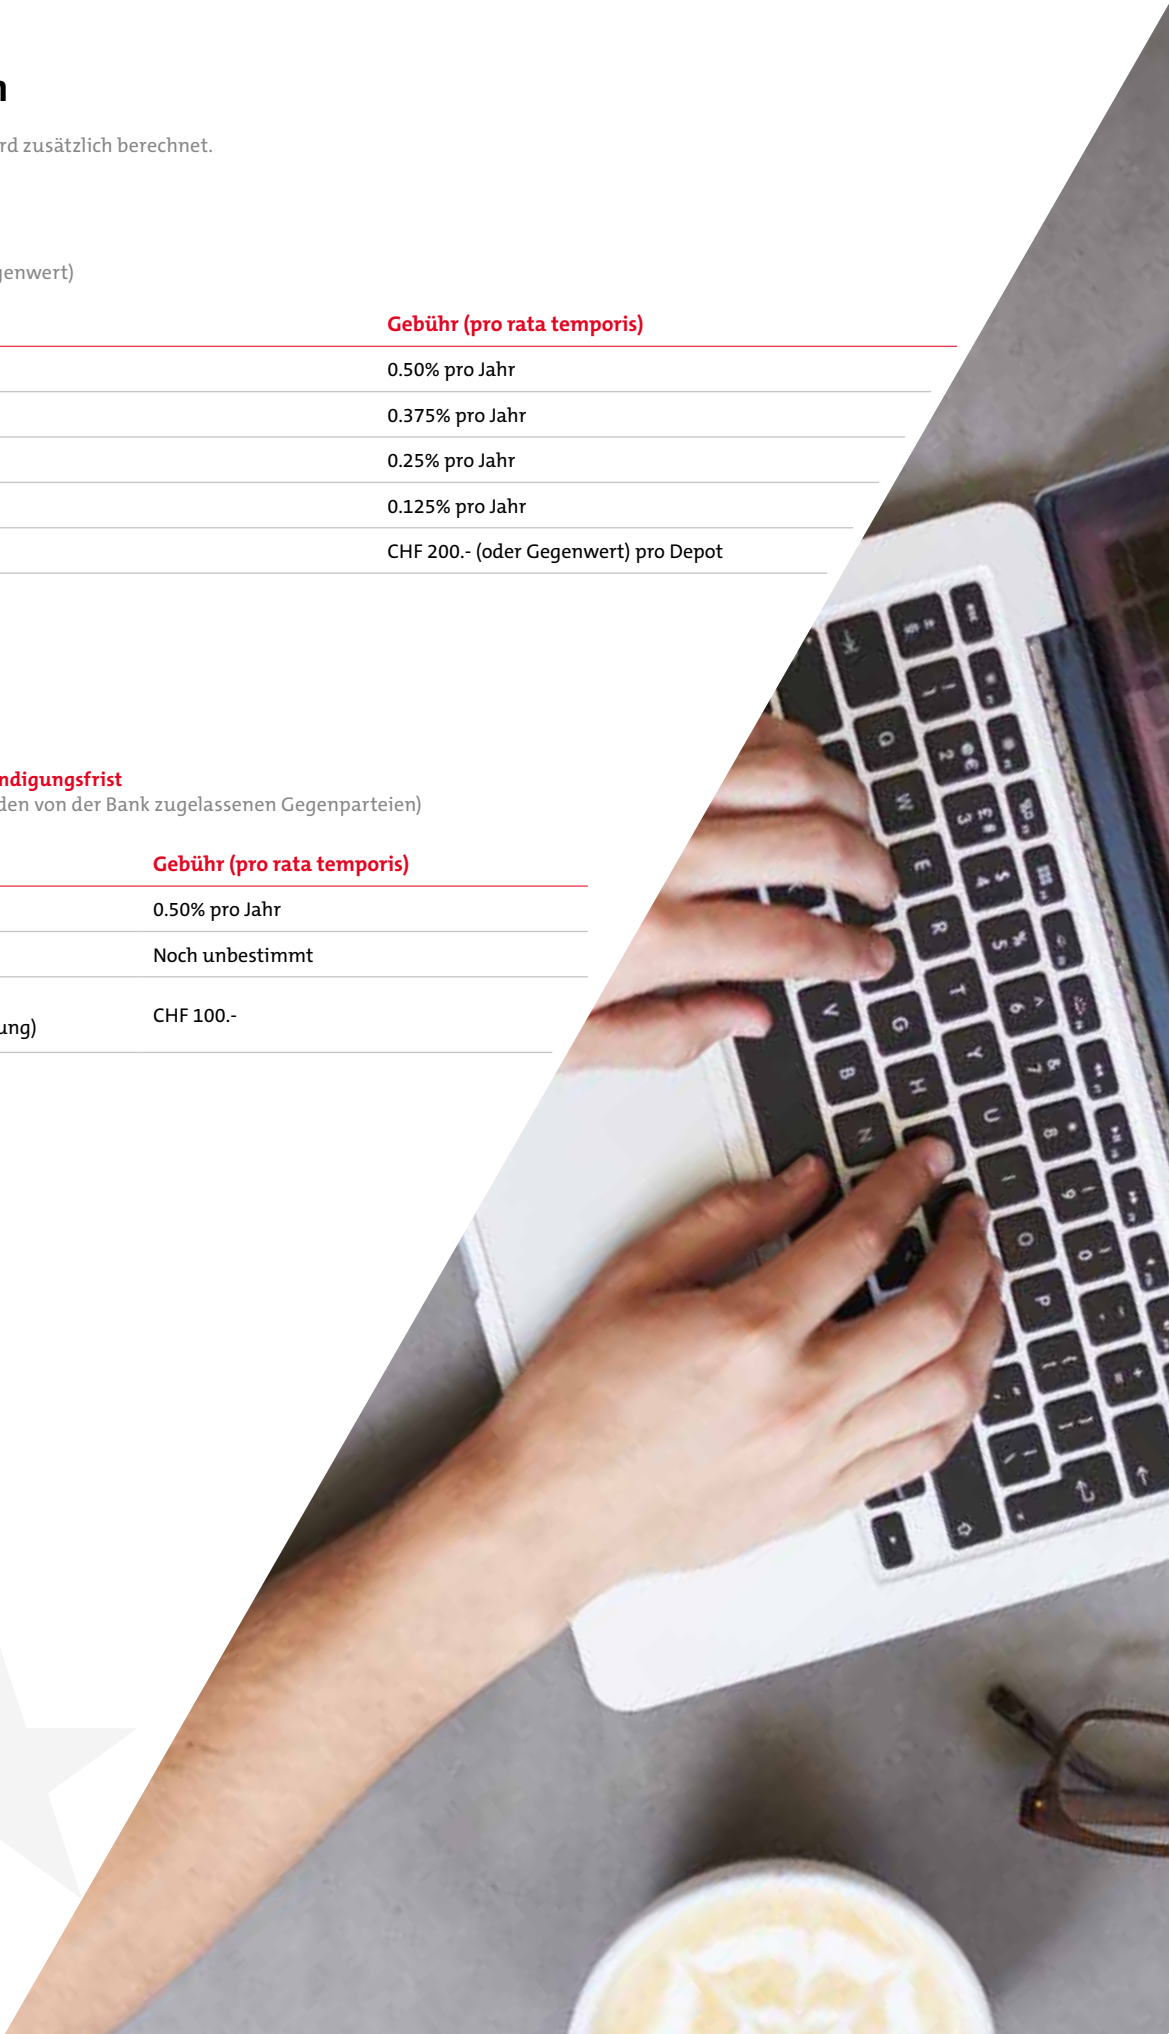 n
rd zusätzlich berechnet.
genwert)
Gebühr (pro rata temporis)
0.50% pro Jahr
0.375% pro Jahr
0.25% pro Jahr
0.125% pro Jahr
CHF 200.- (oder Gegenwert) pro Depot
ndigungsfrist
den von der Bank zugelassenen Gegenparteien)
Gebühr (pro rata temporis)
0.50% pro Jahr
Noch unbestimmt
ung)
CHF 100.-